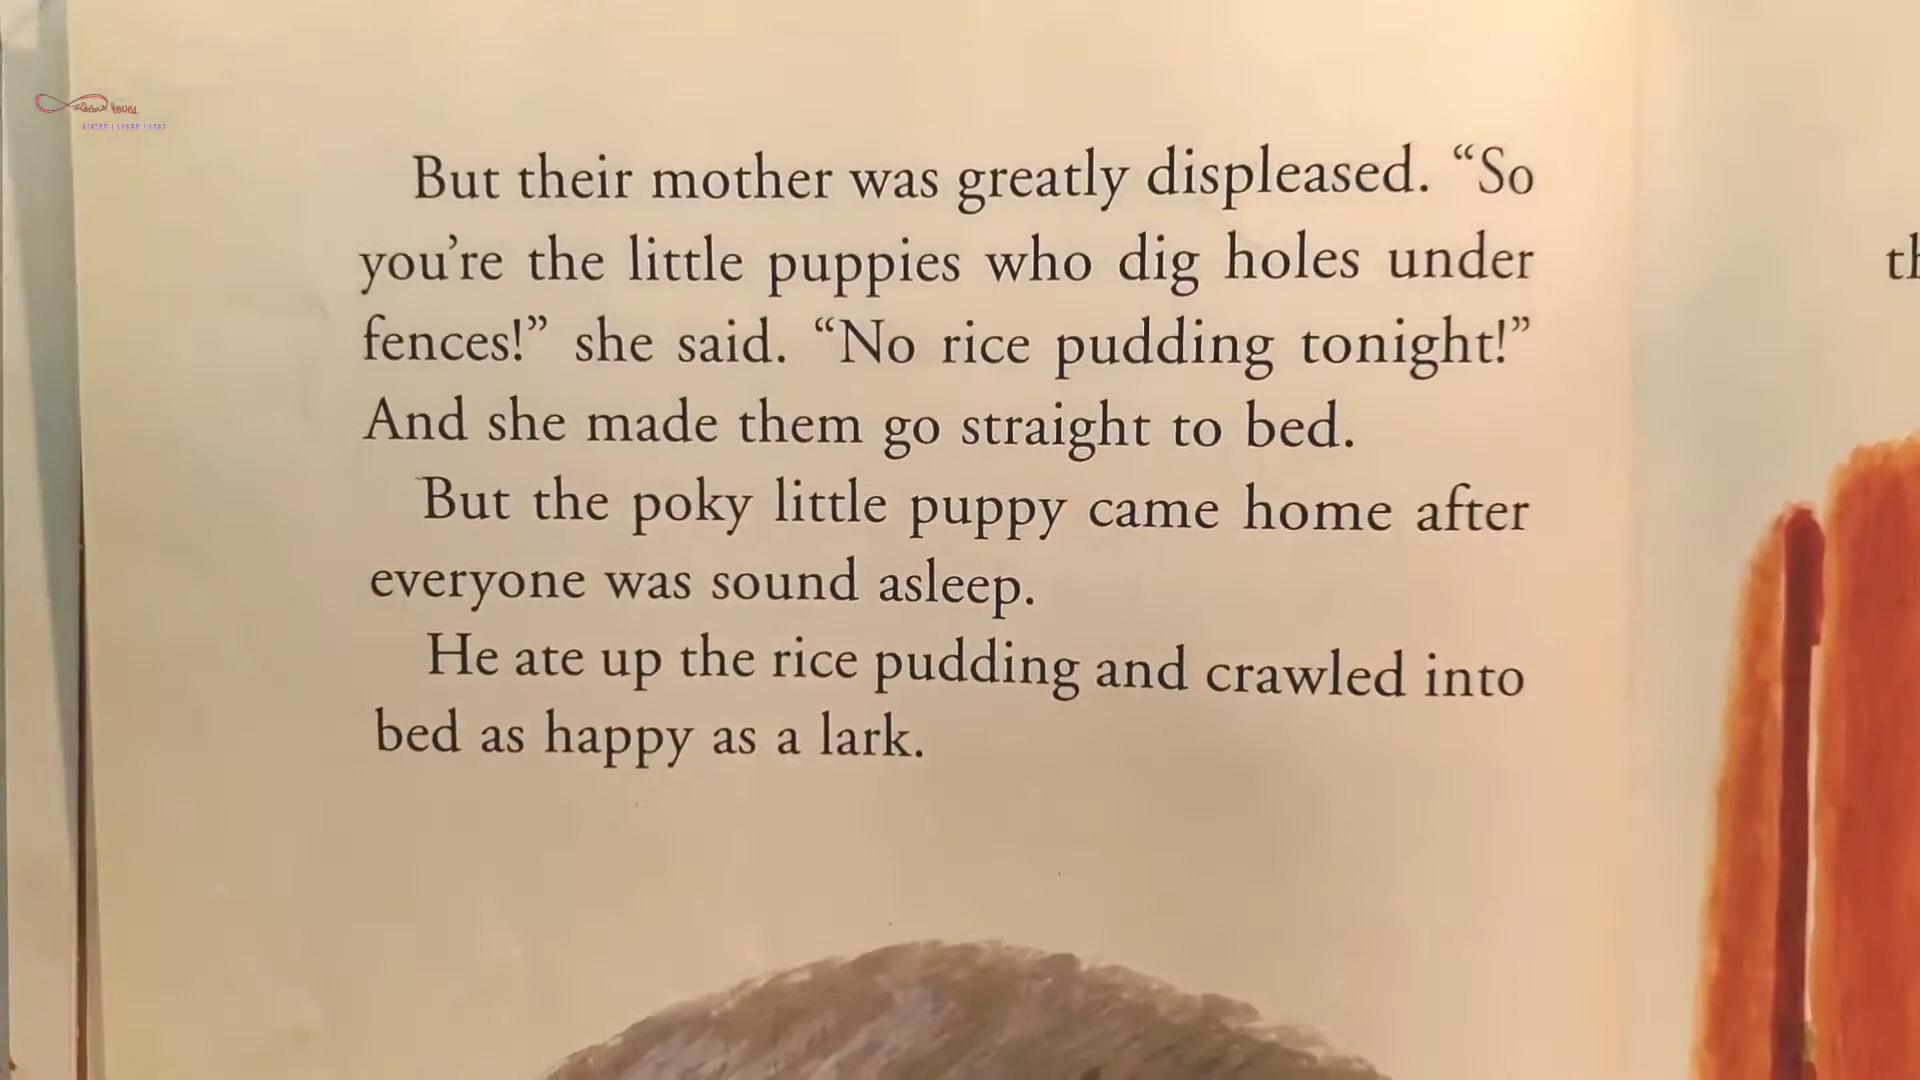 loves
But their mother was greatly displeased. “So
you’re the little puppies who dig holes under
fences!” she said. “No rice pudding tonight!”
And she made them go straight to bed.
But the poky little puppy came home after
everyone was sound asleep.
He ate up the rice pudding and crawled into
bed as happy as a lark.